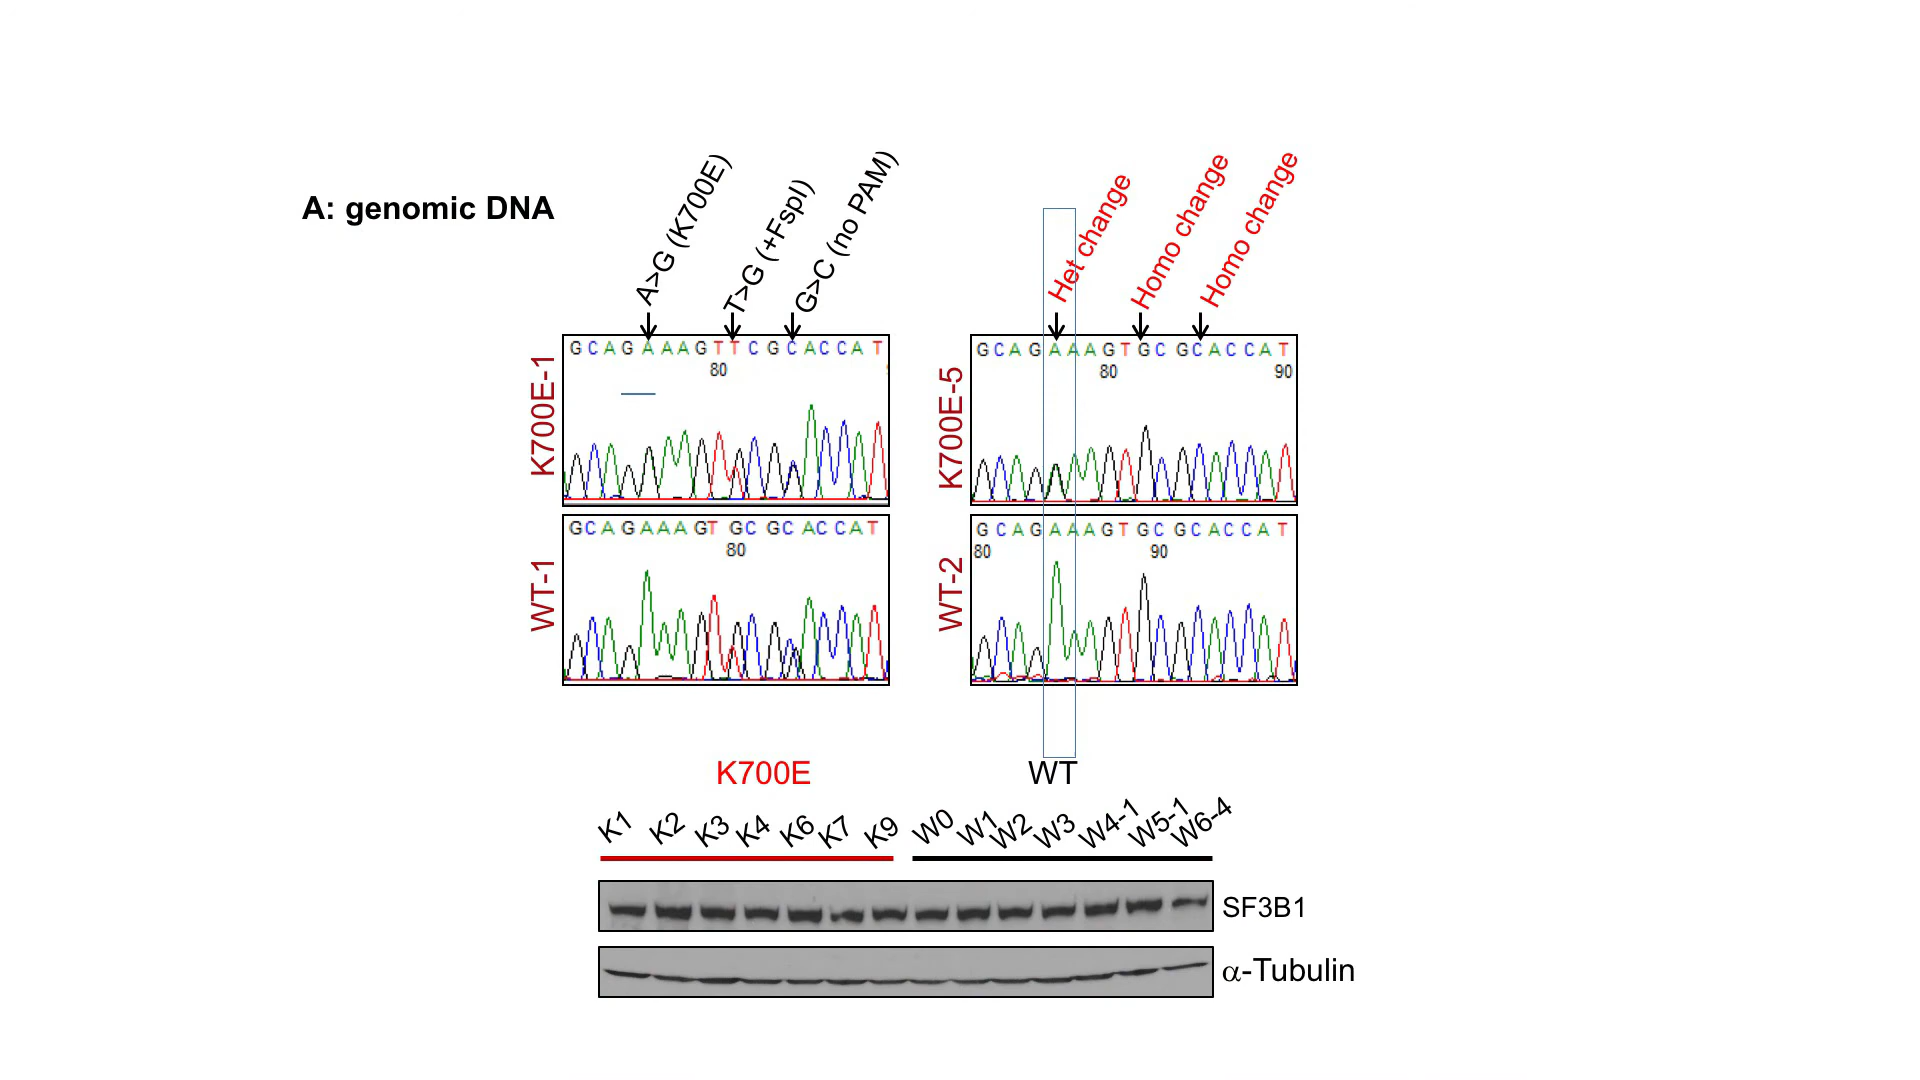 A: genomic DNA
A>G (K700E)
T>G (+FspI)
G>C (no PAM)
Het change
Homo change
Homo change
K700E-1
G C A G A A A G T T C G C A C C A T
80
K700E-5
G C A G A A A G T G C G C A C C A T
80 90
WT-1
G C A G A A A G T G C G C A C C A T
80
WT-2
G C A G A A A G T G C G C A C C A T
80 90
K700E WT
K1 K2 K3 K4 K6 K7 K9 W0 W1 W2 W3 W4-1 W5-1 W6-4
SF3B1
α-Tubulin